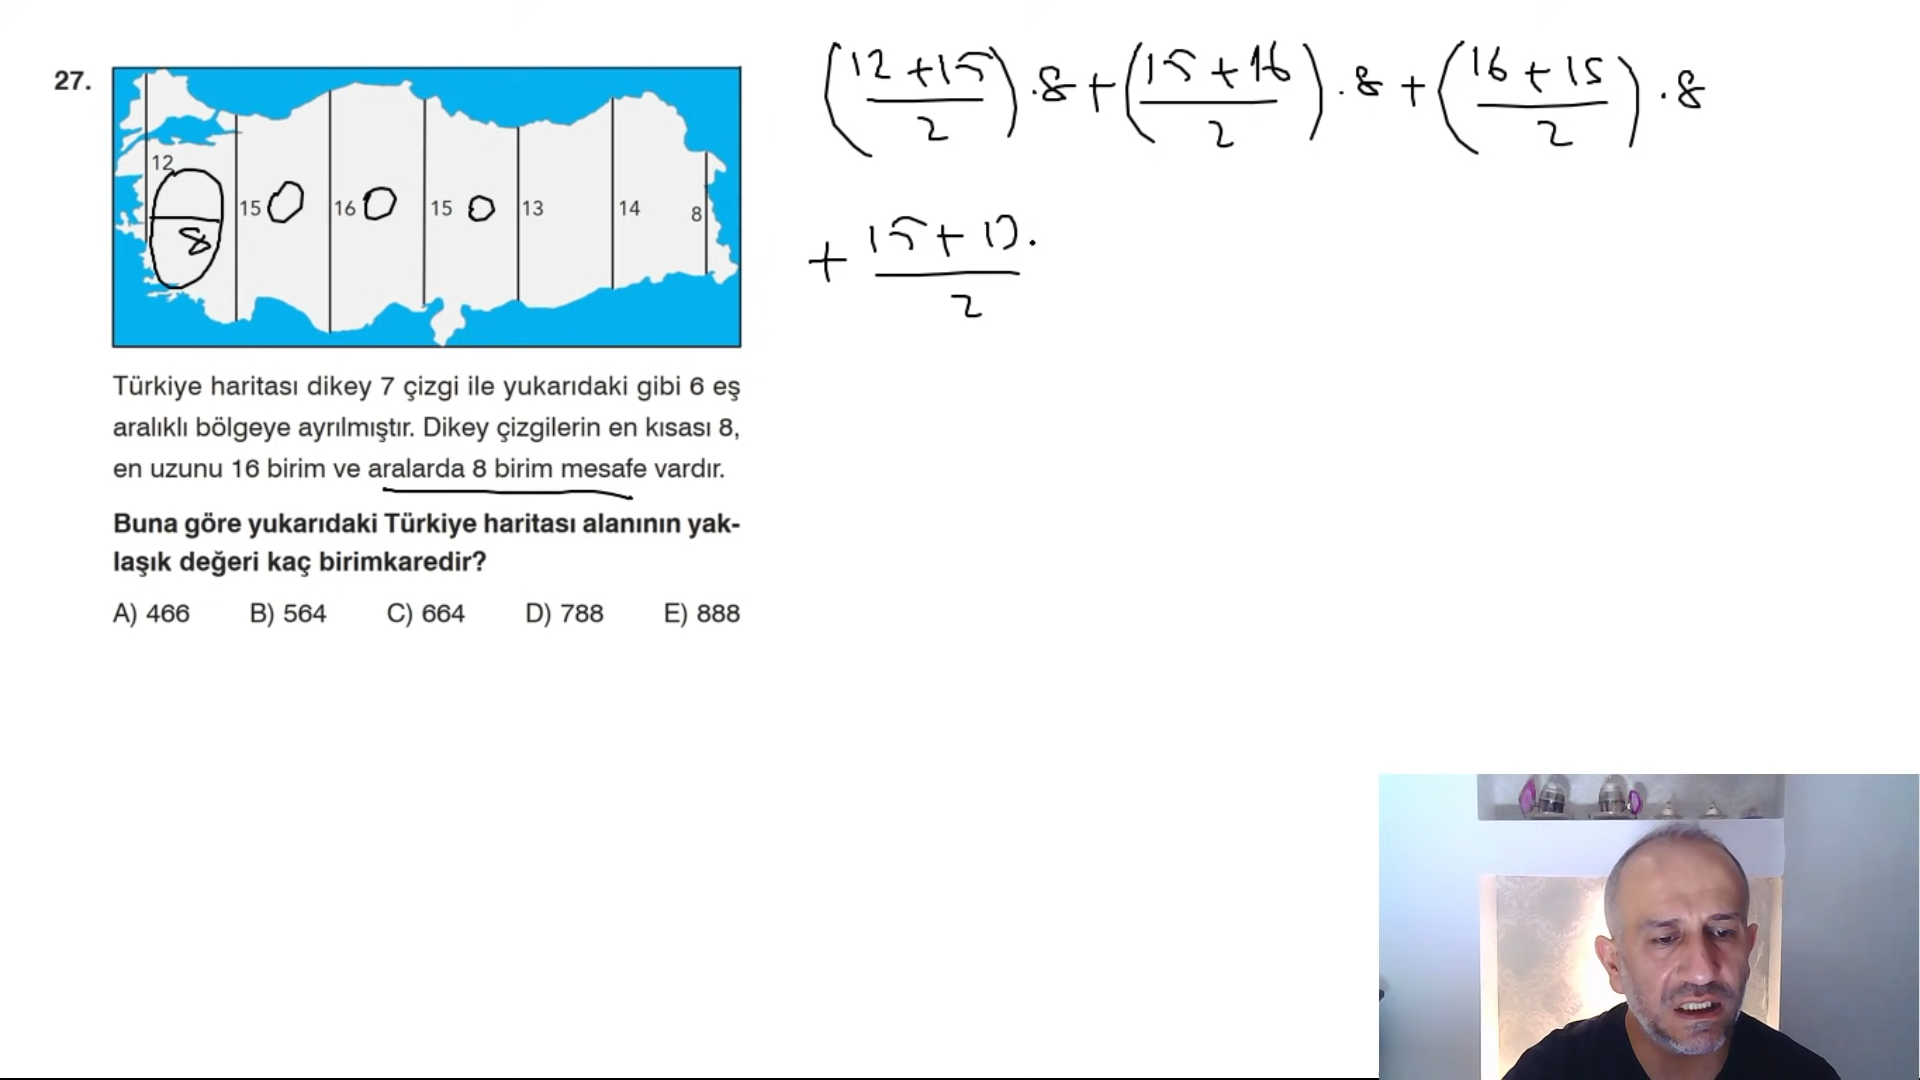 27.
12
15
16
15
13
14
8
8
Türkiye haritası dikey 7 çizgi ile yukarıdaki gibi 6 eş
aralıklı bölgeye ayrılmıştır. Dikey çizgilerin en kısası 8,
en uzunu 16 birim ve aralarda 8 birim mesafe vardır.
Buna göre yukarıdaki Türkiye haritası alanının yak-
laşık değeri kaç birimkaredir?
A) 466 B) 564 C) 664 D) 788 E) 888
(12+15/2).8+(15+16/2).8+(16+15/2).8
+15+13./2